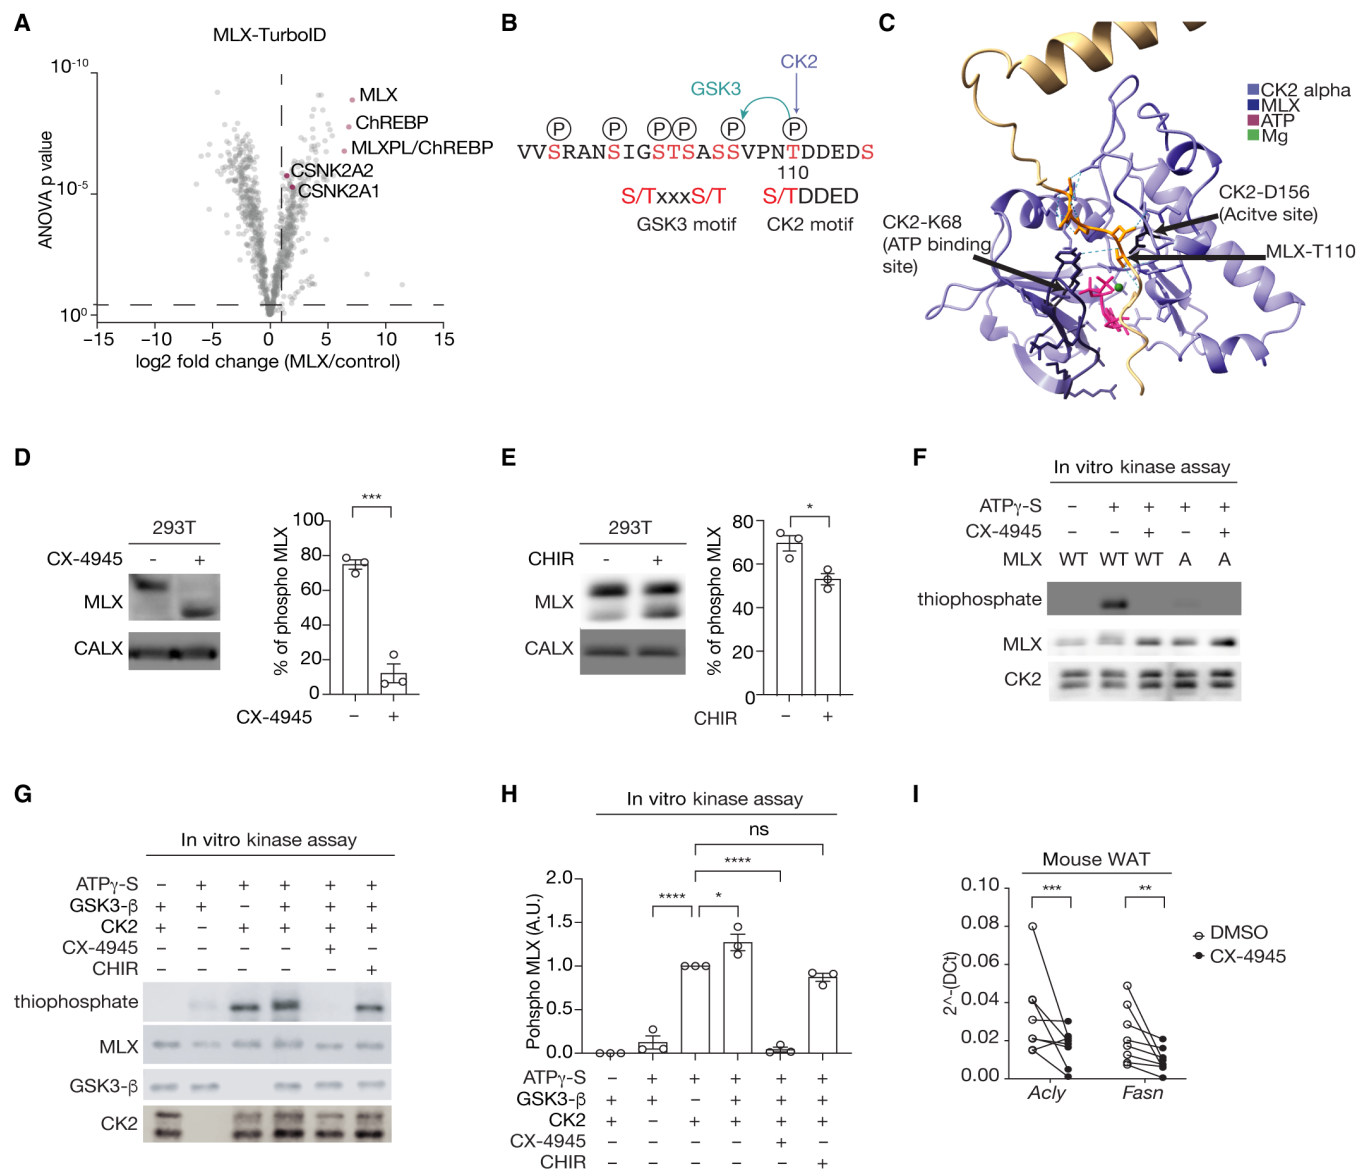 A
MLX-TurboID
10⁻¹⁰
10⁻⁵
10⁰
ANOVA p value
MLX
ChREBP
MLXPL/ChREBP
CSNK2A2
CSNK2A1
−15 −10 −5 0 5 10 15
log2 fold change (MLX/control)
B
CK2
GSK3
P P P P P P
VVSRANSIGSTSASSVPNTDDEDS
110
S/TxxxS/T S/TDDED
GSK3 motif CK2 motif
C
CK2 alpha
MLX
ATP
Mg
CK2-D156
(Acitve site)
CK2-K68
(ATP binding
site)
MLX-T110
D
293T
CX-4945 - +
MLX
CALX
% of phospho MLX
100
80
60
40
20
0
***
CX-4945 − +
E
293T
CHIR - +
MLX
CALX
% of phospho MLX
80
60
40
20
0
*
CHIR − +
F
In vitro kinase assay
ATPγ-S − + + + +
CX-4945 − − + − +
MLX WT WT WT A A
thiophosphate
MLX
CK2
G
In vitro kinase assay
ATPγ-S − + + + + +
GSK3-β + + − + + +
CK2 + − + + + +
CX-4945 − − − − + −
CHIR − − − − − +
thiophosphate
MLX
GSK3-β
CK2
H
In vitro kinase assay
ns
****
**** *
Pohspho MLX (A.U.)
2.0
1.5
1.0
0.5
0.0
ATPγ-S − + + + + +
GSK3-β + + − + + +
CK2 + − + + + +
CX-4945 − − − − + −
CHIR − − − − − +
I
Mouse WAT
2^-(DCt)
0.10
0.08
0.06
0.04
0.02
0.00
*** **
DMSO
CX-4945
Acly Fasn